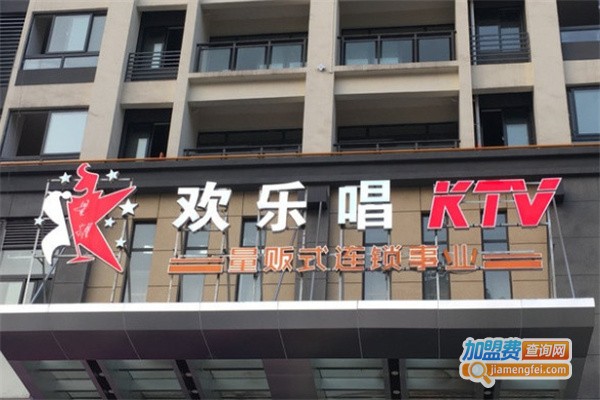 欢乐唱 KTV
量贩式连锁事业
加盟费查询网
jiamengfei.com